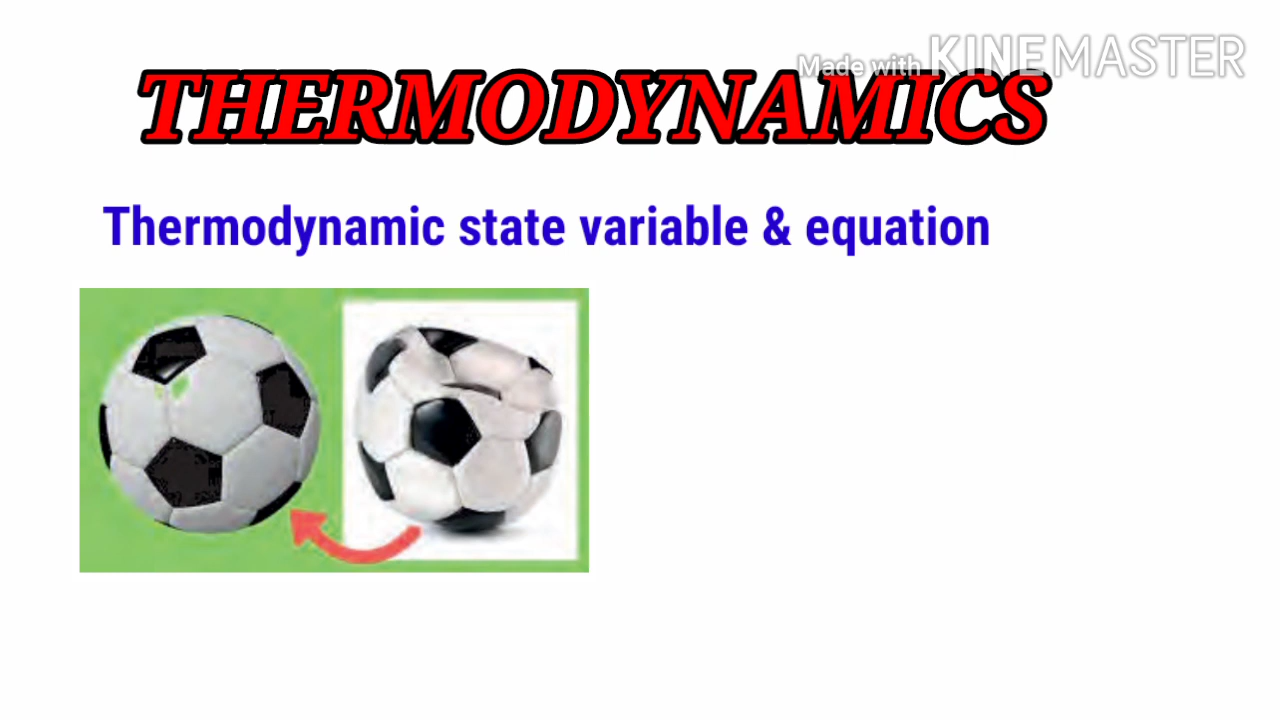 Made with KINEMASTER
THERMODYNAMICS
Thermodynamic state variable & equation